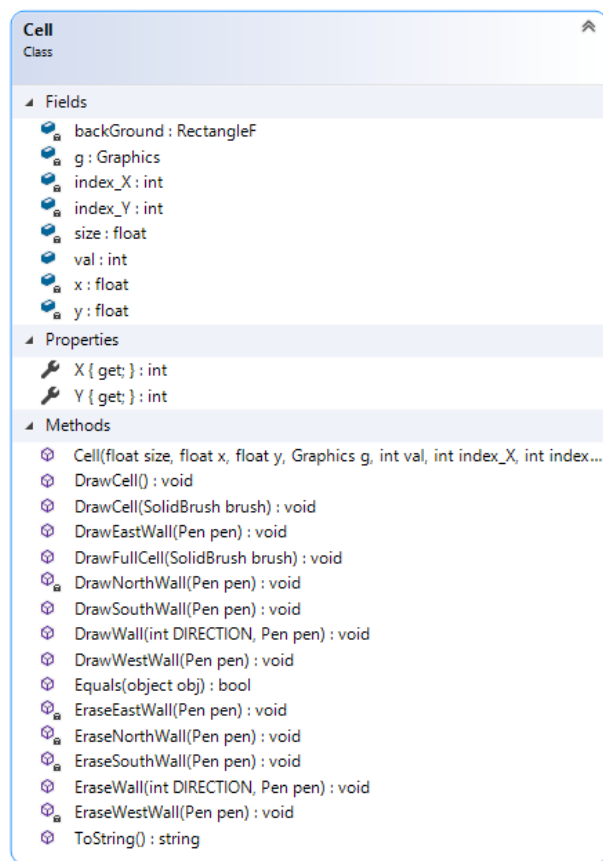 Cell
Class
Fields
backGround : RectangleF
g : Graphics
index_X : int
index_Y : int
size : float
val : int
x : float
y : float
Properties
X { get; } : int
Y { get; } : int
Methods
Cell(float size, float x, float y, Graphics g, int val, int index_X, int index...
DrawCell() : void
DrawCell(SolidBrush brush) : void
DrawEastWall(Pen pen) : void
DrawFullCell(SolidBrush brush) : void
DrawNorthWall(Pen pen) : void
DrawSouthWall(Pen pen) : void
DrawWall(int DIRECTION, Pen pen) : void
DrawWestWall(Pen pen) : void
Equals(object obj) : bool
EraseEastWall(Pen pen) : void
EraseNorthWall(Pen pen) : void
EraseSouthWall(Pen pen) : void
EraseWall(int DIRECTION, Pen pen) : void
EraseWestWall(Pen pen) : void
ToString() : string